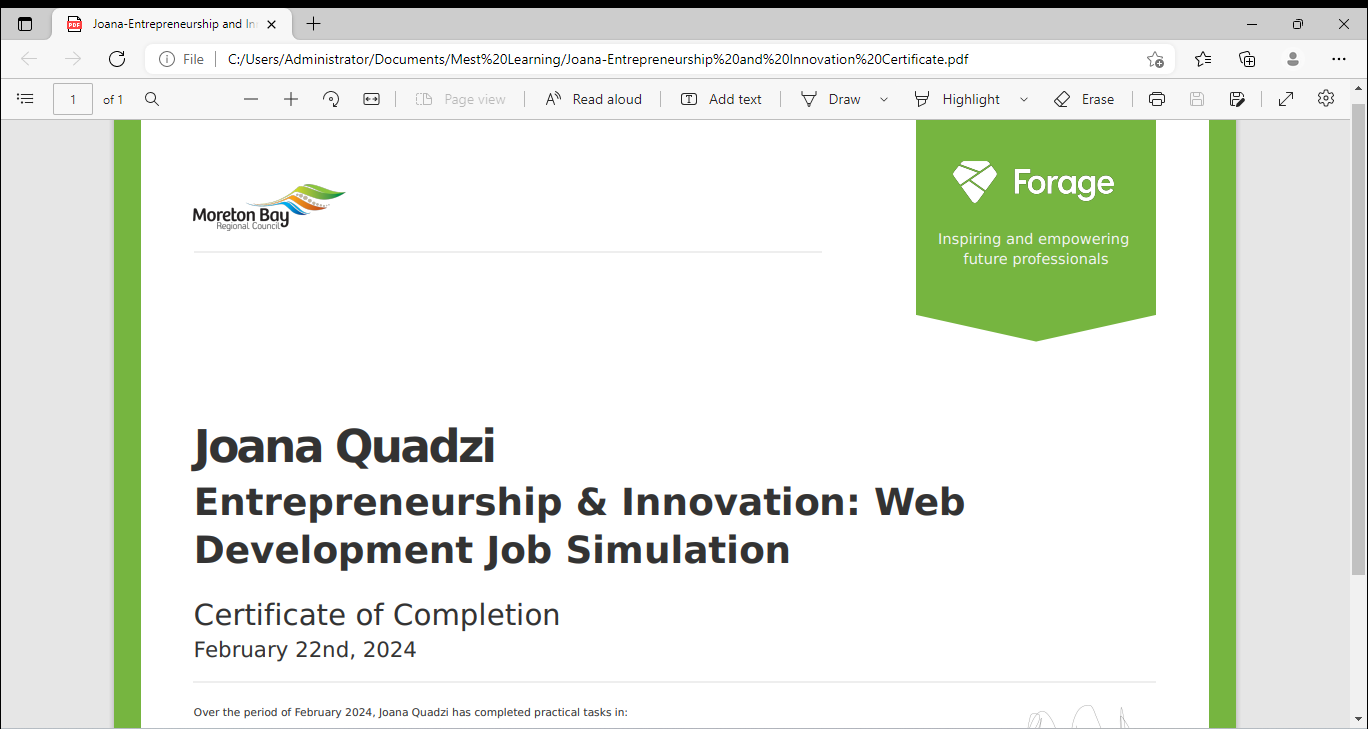 Joana-Entrepreneurship and In
File
C:/Users/Administrator/Documents/Mest%20Learning/Joana-Entrepreneurship%20and%20Innovation%20Certificate.pdf
1 of 1 Page view Read aloud Add text Draw Highlight Erase
Moreton Bay
Regional Council
Forage
Inspiring and empowering
future professionals
Joana Quadzi
Entrepreneurship & Innovation: Web
Development Job Simulation
Certificate of Completion
February 22nd, 2024
Over the period of February 2024, Joana Quadzi has completed practical tasks in: